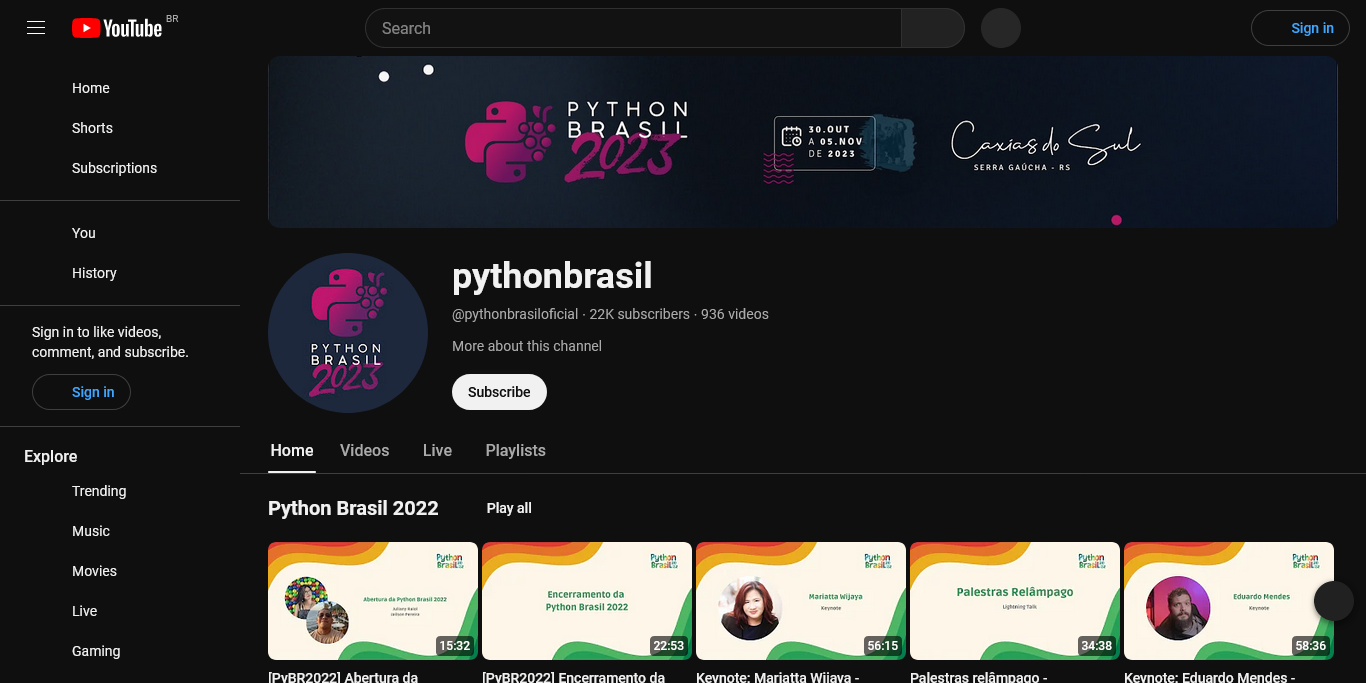 YouTube BR
Search
Sign in
Home
Shorts
Subscriptions
You
History
Sign in to like videos,
comment, and subscribe.
Sign in
Explore
Trending
Music
Movies
Live
Gaming
PYTHON
BRASIL
2023
30.OUT
A 05.NOV
DE 2023
Caxias do Sul
SERRA GAÚCHA - RS
PYTHON
BRASIL
2023
pythonbrasil
@pythonbrasiloficial · 22K subscribers · 936 videos
More about this channel
Subscribe
Home Videos Live Playlists
Python Brasil 2022 Play all
Python
Brasil
Abertura da Python Brasil 2022
Juliany Raiol
Jailson Pereira
15:32
[PyBR2022] Abertura da
Python
Brasil
Encerramento da
Python Brasil 2022
22:53
[PyBR2022] Encerramento da
Python
Brasil
Mariatta Wijaya
Keynote
56:15
Keynote: Mariatta Wijaya -
Python
Brasil
Palestras Relâmpago
Lightning Talk
34:38
Palestras relâmpago -
Python
Brasil
Eduardo Mendes
Keynote
58:36
Keynote: Eduardo Mendes -